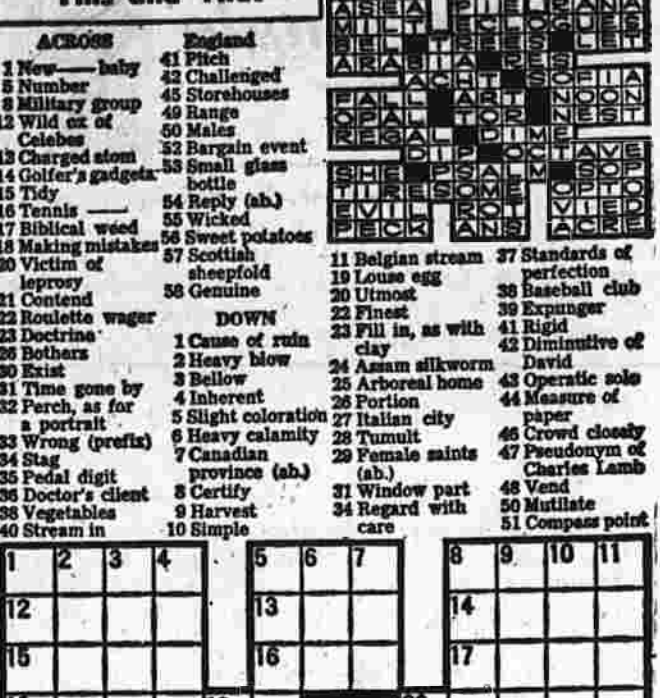 ACROSS
1 New —— baby
5 Number
8 Military group
12 Wild ox of
Celebes
13 Charged atom
14 Golfer's gadgets
15 Tidy
16 Tennis ——
17 Biblical weed
18 Making mistakes
20 Victim of
leprosy
21 Contend
22 Roulette wager
23 Doctrine
26 Bothers
30 Exist
31 Time gone by
32 Perch, as for
a portrait
33 Wrong (prefix)
34 Stag
35 Pedal digit
36 Doctor's client
38 Vegetables
40 Stream in
England
41 Pitch
42 Challenged
45 Storehouses
49 Range
50 Males
52 Bargain event
53 Small glass
bottle
54 Reply (ab.)
55 Wicked
56 Sweet potatoes
57 Scottish
sheepfold
58 Genuine
DOWN
1 Cause of ruin
2 Heavy blow
3 Bellow
4 Inherent
5 Slight coloration
6 Heavy calamity
7 Canadian
province (ab.)
8 Certify
9 Harvest
10 Simple
11 Belgian stream
19 Louse egg
20 Utmost
22 Finest
23 Fill in, as with
clay
24 Assam silkworm
25 Arboreal home
26 Portion
27 Italian city
28 Tumult
29 Female saints
(ab.)
31 Window part
34 Regard with
care
37 Standards of
perfection
38 Baseball club
39 Expunger
41 Rigid
42 Diminutive of
David
43 Operatic solo
44 Measure of
paper
46 Crowd closely
47 Pseudonym of
Charles Lamb
48 Vend
50 Mutilate
51 Compass point
MILT ECLOGUES
BEL TREES LET
ARABIA RES
ACHT SOFIA
FALL ART NOON
OPAL TOR NEST
REGAL DIME
DIP OCTAVE
SHE PSALM SOP
TIRESOME OPTO
EVIL ROT VIED
PECK ANS ACRE
1 2 3 4 5 6 7 8 9 10 11
12 13 14
15 16 17